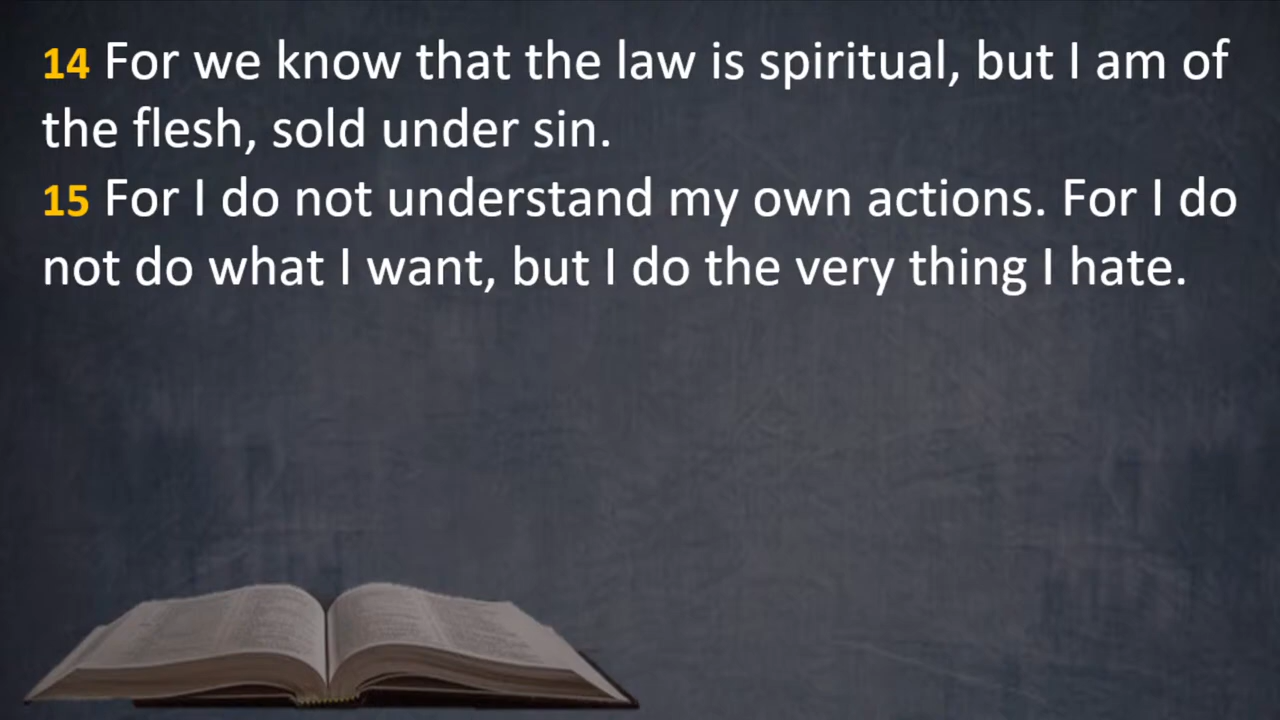 14 For we know that the law is spiritual, but I am of
the flesh, sold under sin.
15 For I do not understand my own actions. For I do
not do what I want, but I do the very thing I hate.